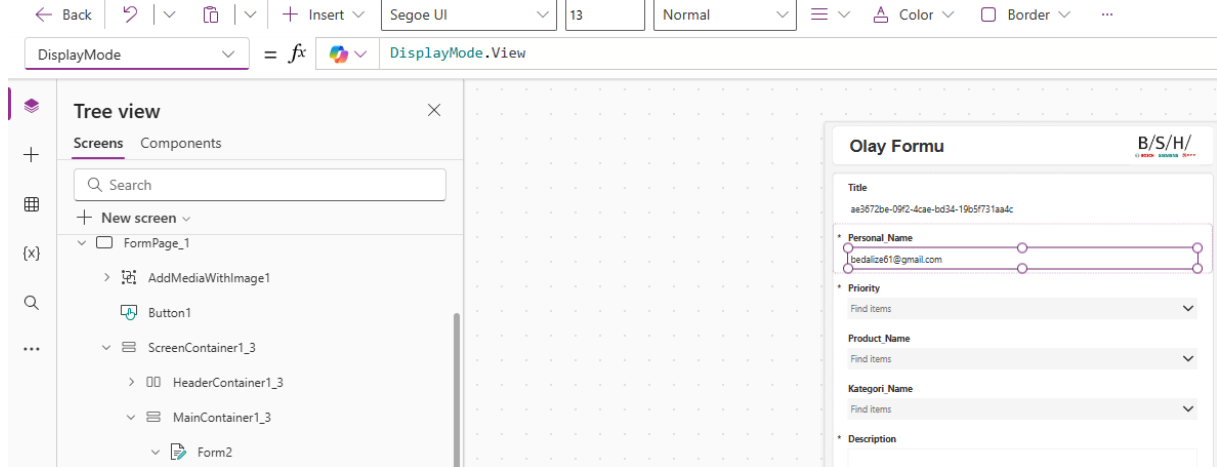 Back
Insert
Segoe UI
13
Normal
Color
Border
DisplayMode
= fx
DisplayMode.View
Tree view
Screens Components
Search
New screen
FormPage_1
AddMediaWithImage1
Button1
ScreenContainer1_3
HeaderContainer1_3
MainContainer1_3
Form2
{x}
Olay Formu
B/S/H/
Title
ae3672be-09f2-4cae-bd34-19b5f731aa4c
* Personal_Name
bedalize61@gmail.com
* Priority
Find items
Product_Name
Find items
Kategori_Name
Find items
* Description